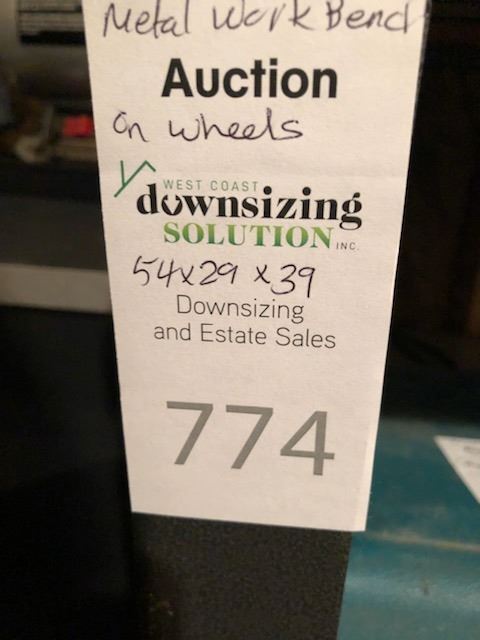 Metal Work Bench
Auction
on wheels
WEST COAST
downsizing
SOLUTION INC.
54x29 x39
Downsizing
and Estate Sales
774